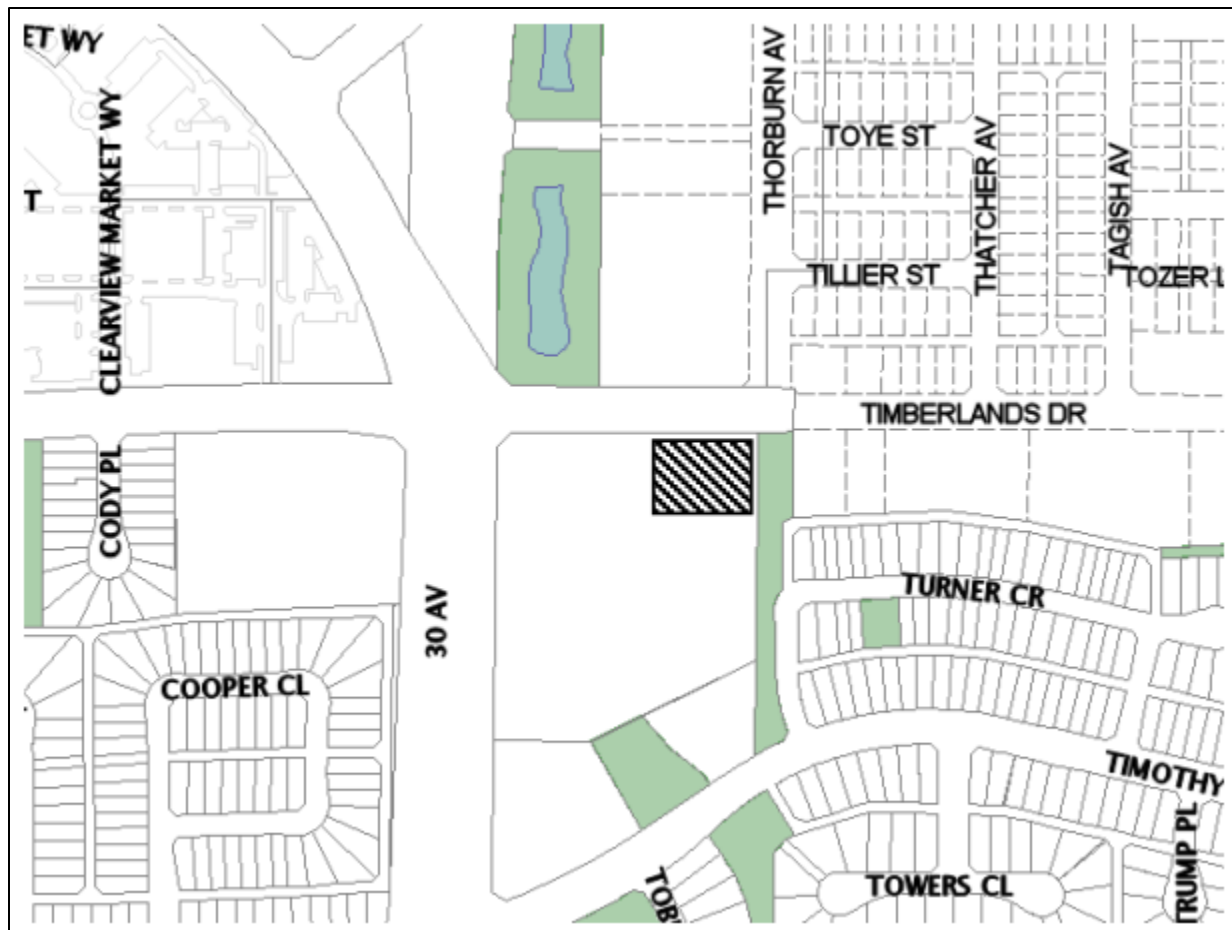 ET WY
CLEARVIEW MARKET WY
T
THORBURN AV
TOYE ST
THATCHER AV
TAGISH AV
TILLIER ST
TOZER L
TIMBERLANDS DR
CODY PL
30 AV
TURNER CR
COOPER CL
TIMOTHY
TRUMP PL
TOWERS CL
TOB